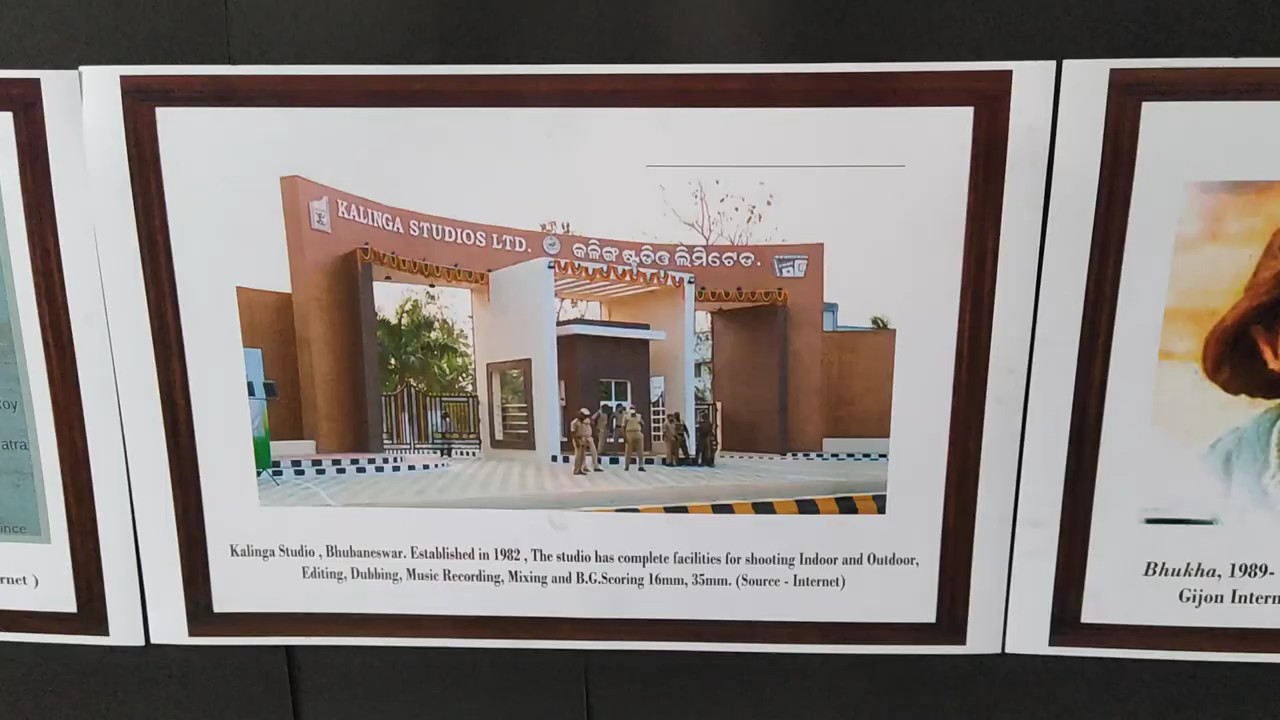 KALINGA STUDIOS LTD.
କଳିଙ୍ଗ ଷ୍ଟୁଡିଓ ଲିମିଟେଡ.
Kalinga Studio , Bhubaneswar. Established in 1982 , The studio has complete facilities for shooting Indoor and Outdoor,
Editing, Dubbing, Music Recording, Mixing and B.G.Scoring 16mm, 35mm. (Source - Internet)
Bhukha, 1989-
Gijon